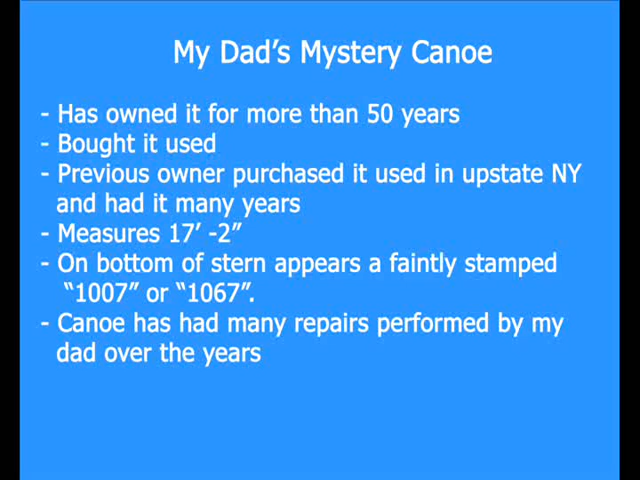 My Dad’s Mystery Canoe
- Has owned it for more than 50 years
- Bought it used
- Previous owner purchased it used in upstate NY
and had it many years
- Measures 17’ -2”
- On bottom of stern appears a faintly stamped
“1007” or “1067”.
- Canoe has had many repairs performed by my
dad over the years